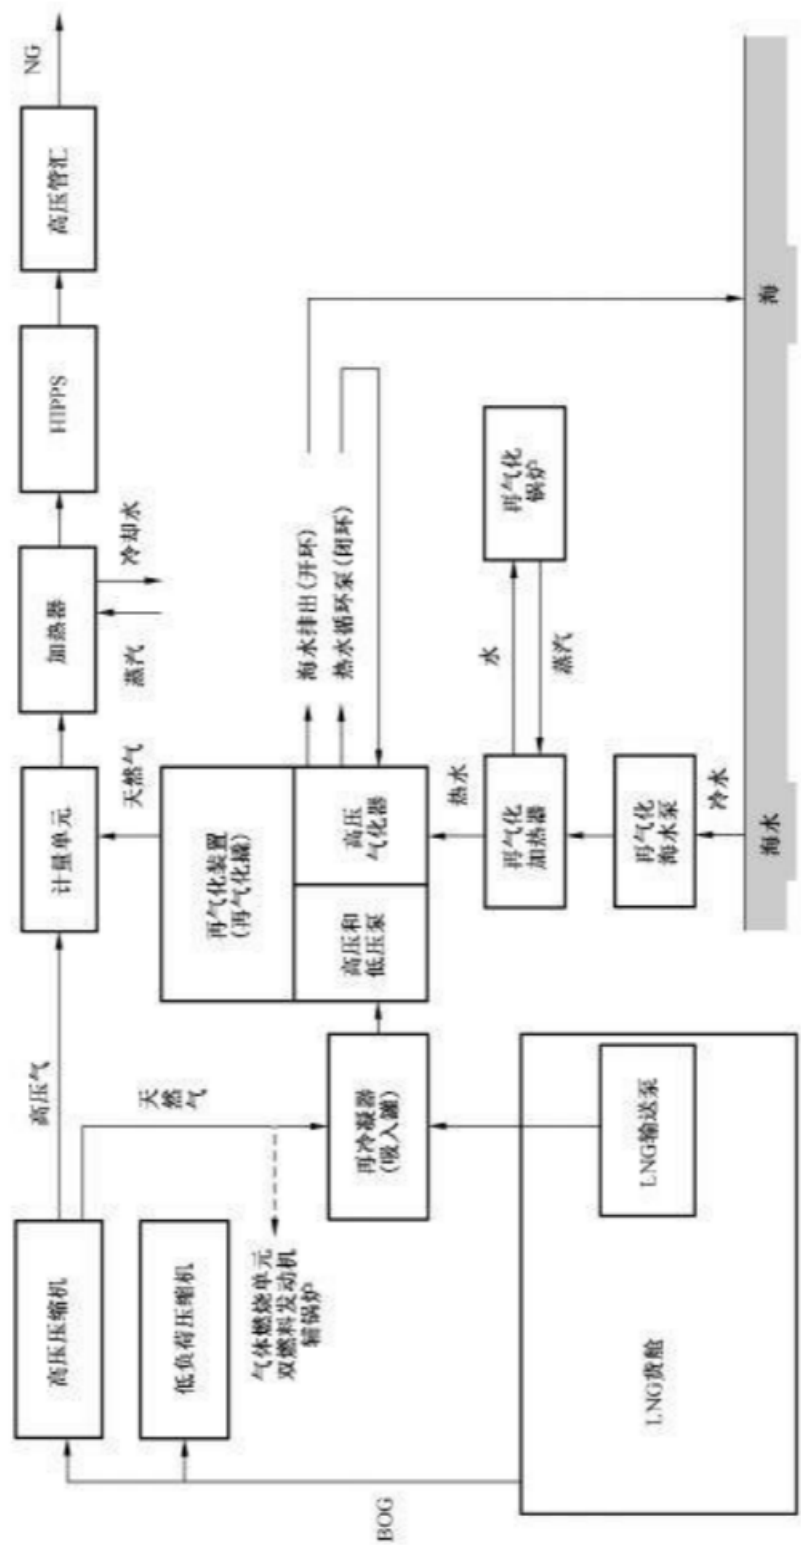 BOG
高压压缩机
低负荷压缩机
高压气
天
然
气
气体燃烧单元
双燃料发动机
辅锅炉
再冷凝器
(吸入罐)
LNG货舱
LNG输送泵
计量单元
天然气
再气化装置
(再气化撬)
高压和
低压泵
高压
气化器
加热器
蒸汽
冷却水
HIPPS
高压管汇
NG
海水排出(开环)
热水循环泵(闭环)
热水
再气化
加热器
水
蒸汽
再气化
锅炉
再气化
海水泵
冷水
海水
海